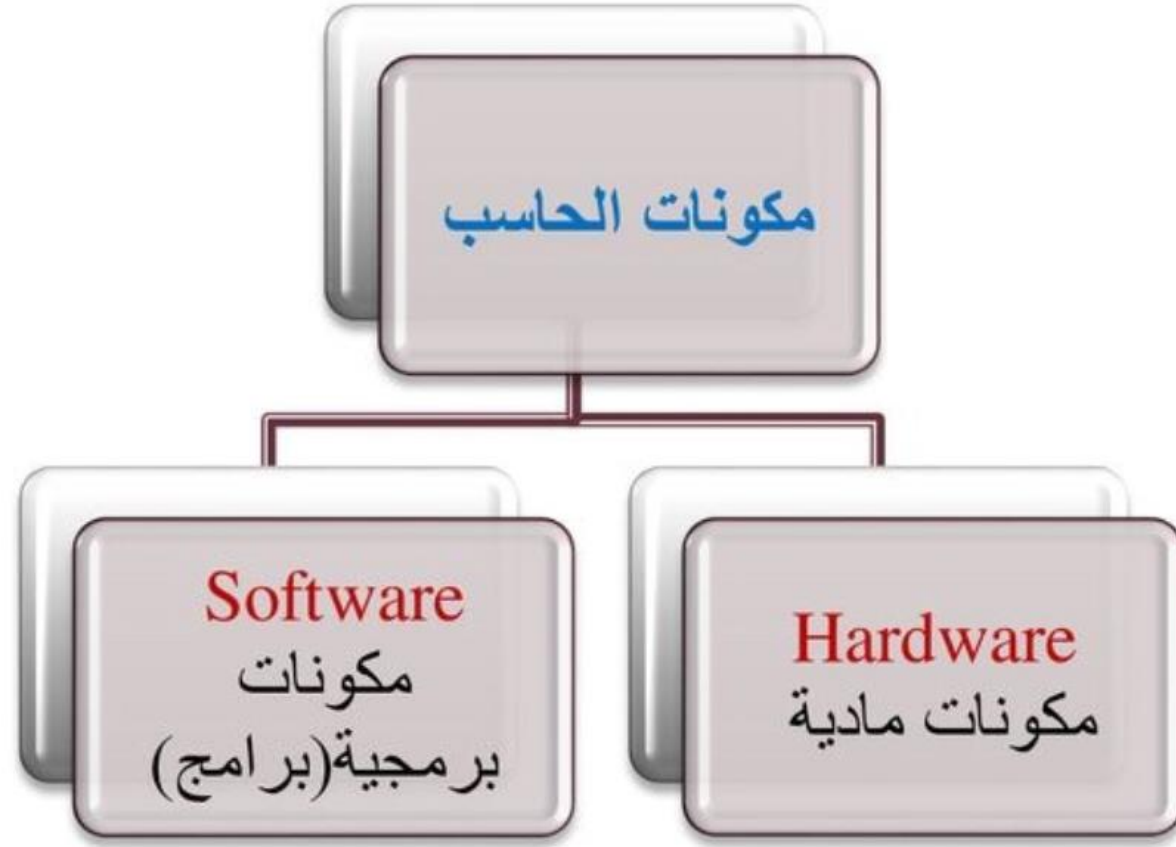 مكونات الحاسب
Hardware
مكونات مادية
Software
مكونات
برمجية(برامج)